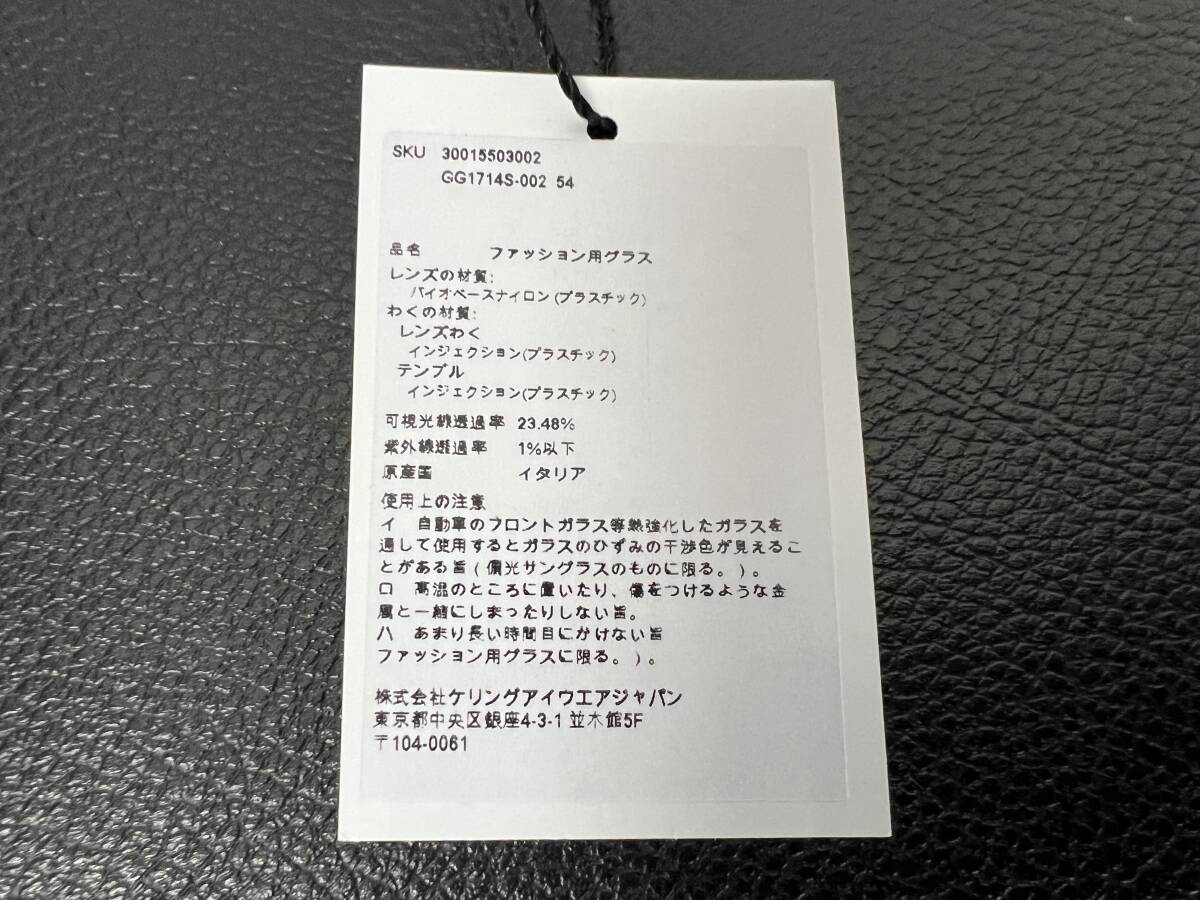 SKU 30015503002
GG1714S-002 54
品名 ファッション用グラス
レンズの材質:
バイオベースナイロン(プラスチック)
わくの材質:
レンズわく
インジェクション(プラスチック)
テンプル
インジェクション(プラスチック)
可視光線透過率 23.48%
紫外線透過率 1%以下
原産国 イタリア
使用上の注意
イ 自動車のフロントガラス等熱強化したガラスを
通して使用するとガラスのひずみの干渉色が見えるこ
とがある旨(偏光サングラスのものに限る。)。
ロ 高温のところに置いたり、傷をつけるような金
属と一緒にしまったりしない旨。
ハ あまり長い時間目にかけない旨
ファッション用グラスに限る。)。
株式会社ケリングアイウエアジャパン
東京都中央区銀座4-3-1 並木館5F
〒104-0061